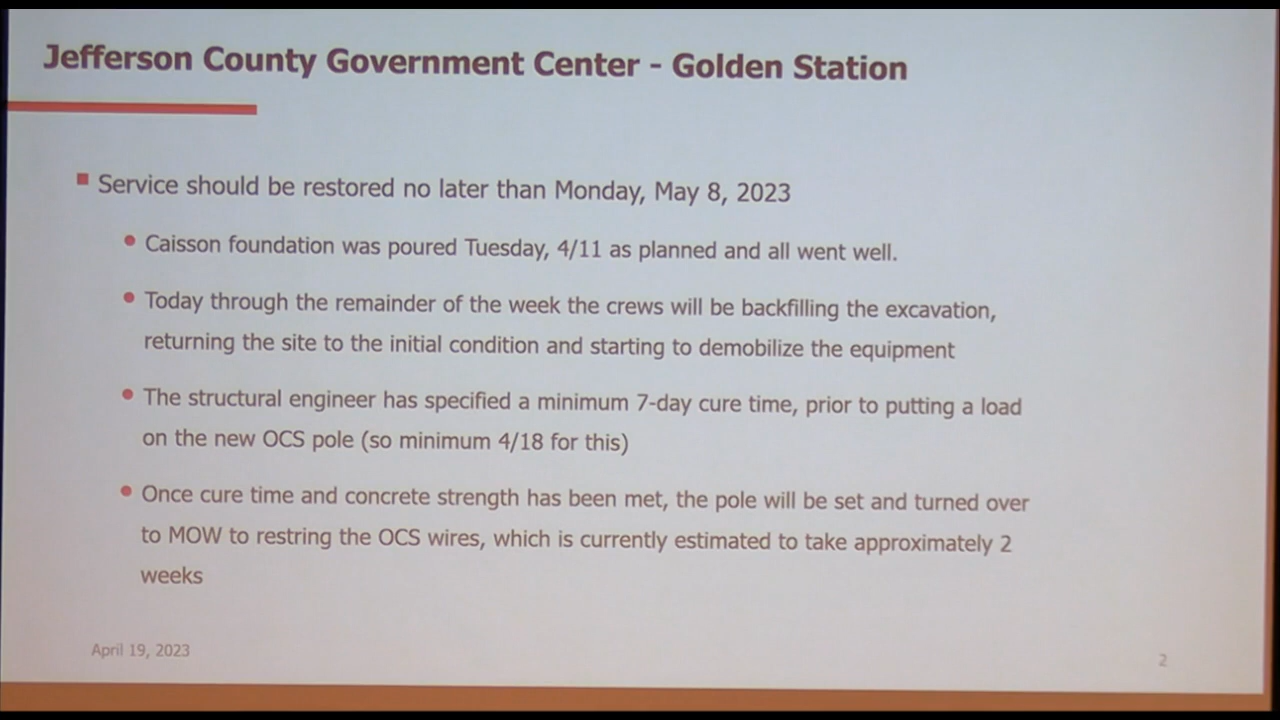 Jefferson County Government Center - Golden Station
Service should be restored no later than Monday, May 8, 2023
Caisson foundation was poured Tuesday, 4/11 as planned and all went well.
Today through the remainder of the week the crews will be backfilling the excavation,
returning the site to the initial condition and starting to demobilize the equipment
The structural engineer has specified a minimum 7-day cure time, prior to putting a load
on the new OCS pole (so minimum 4/18 for this)
Once cure time and concrete strength has been met, the pole will be set and turned over
to MOW to restring the OCS wires, which is currently estimated to take approximately 2
weeks
April 19, 2023
2